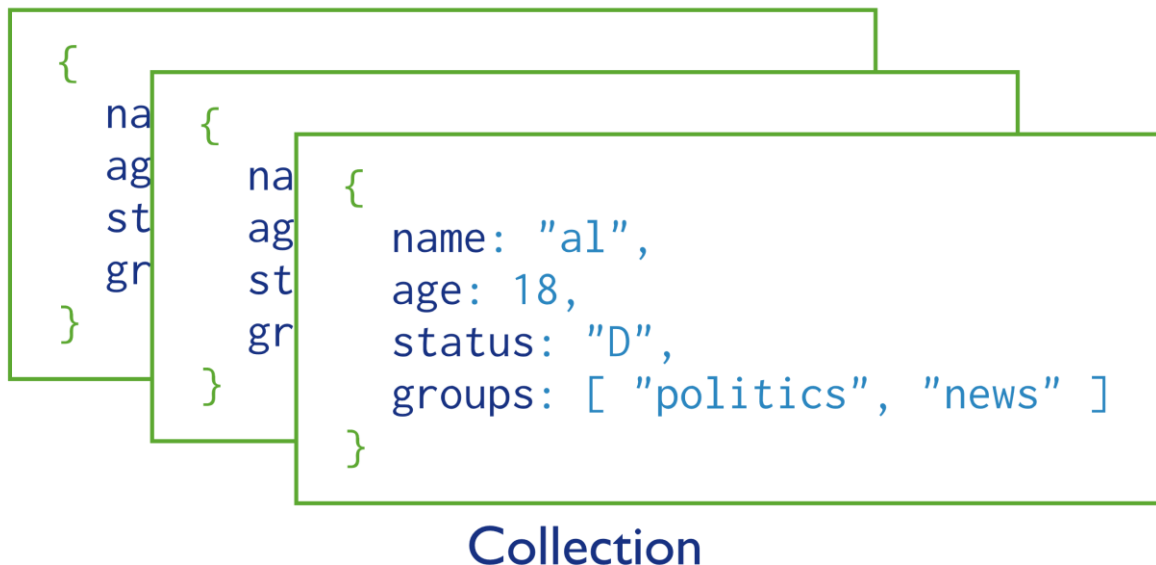 {
na
ag
st
gr
}
{
na
ag
st
gr
}
{
name: "al",
age: 18,
status: "D",
groups: [ "politics", "news" ]
}
Collection